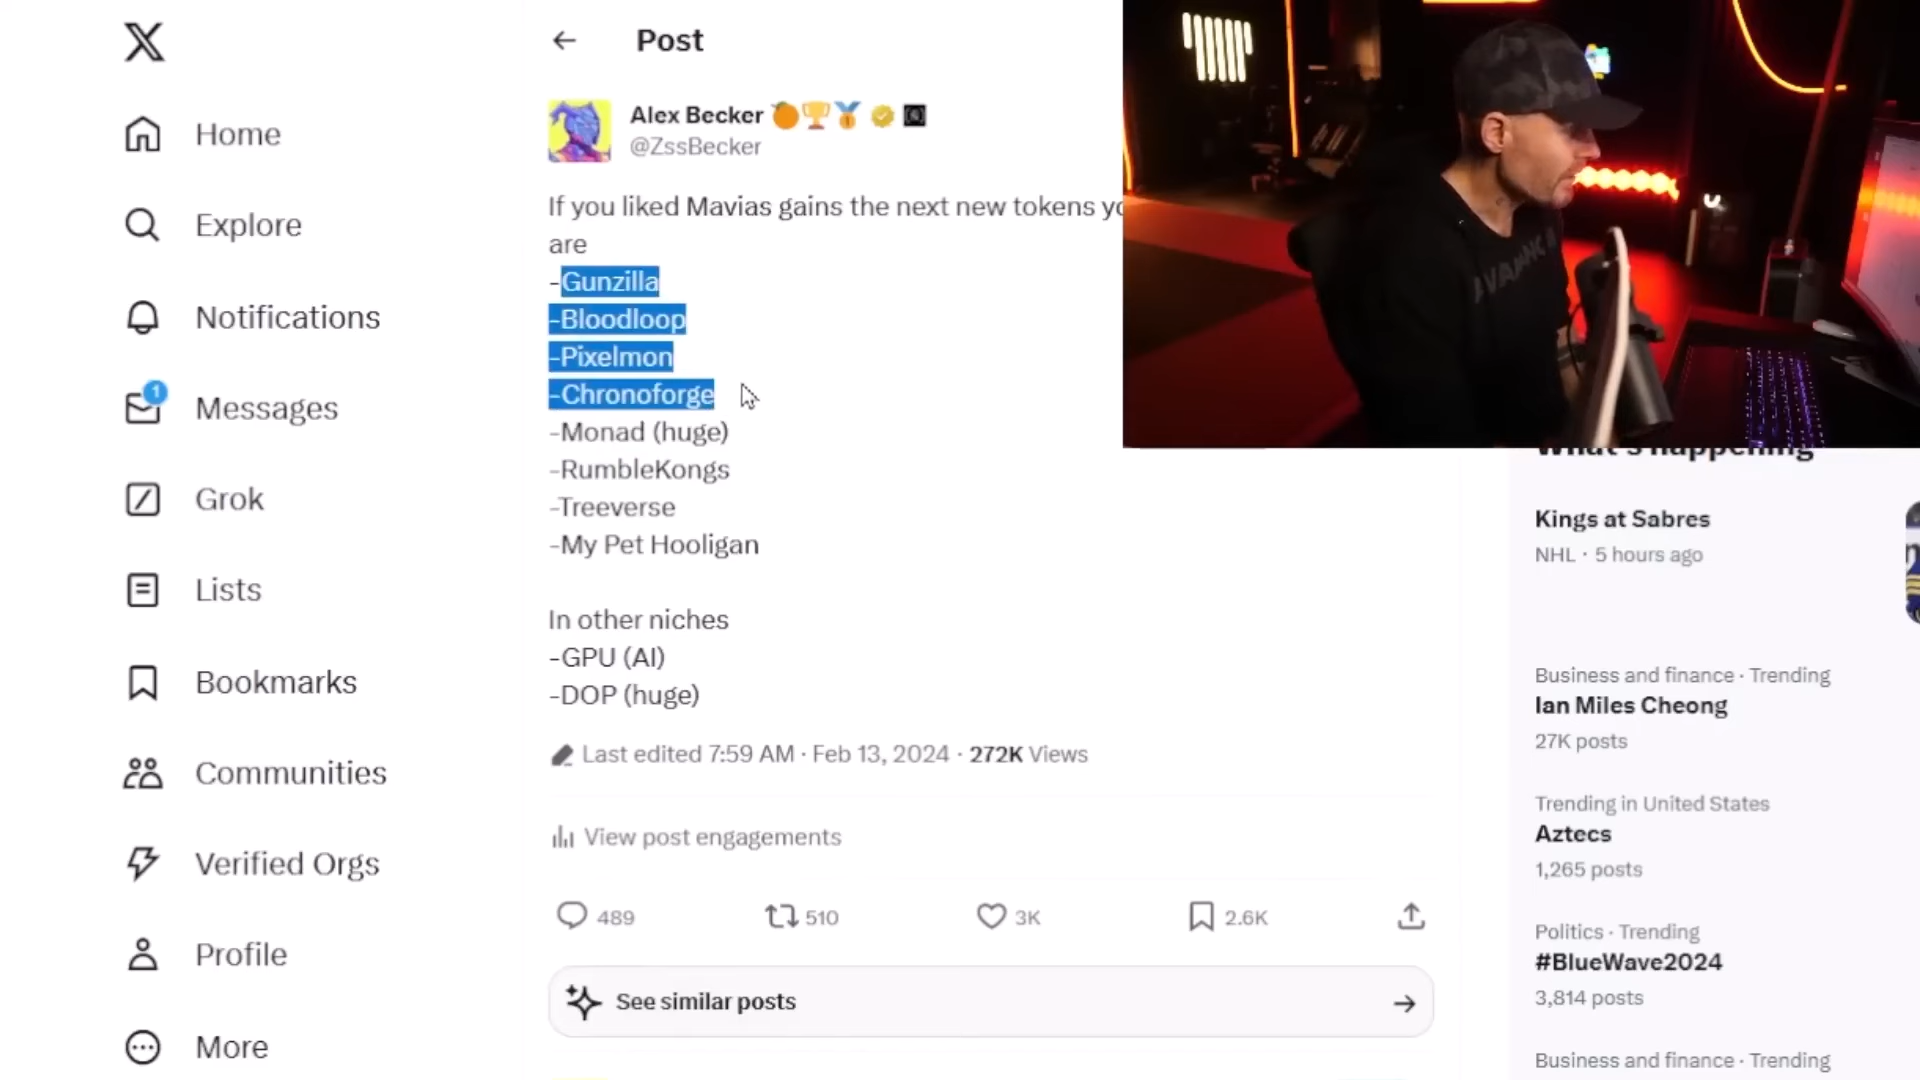 Home
Explore
Notifications
1
Messages
Grok
Lists
Bookmarks
Communities
Verified Orgs
Profile
More
Post
Alex Becker
@ZssBecker
If you liked Mavias gains the next new tokens
are
-Gunzilla
-Bloodloop
-Pixelmon
-Chronoforge
-Monad (huge)
-RumbleKongs
-Treeverse
-My Pet Hooligan
In other niches
-GPU (AI)
-DOP (huge)
Last edited 7:59 AM · Feb 13, 2024 · 272K Views
View post engagements
489
510
3K
2.6K
See similar posts
What's happening
Kings at Sabres
NHL · 5 hours ago
Business and finance · Trending
Ian Miles Cheong
27K posts
Trending in United States
Aztecs
1,265 posts
Politics · Trending
#BlueWave2024
3,814 posts
Business and finance · Trending